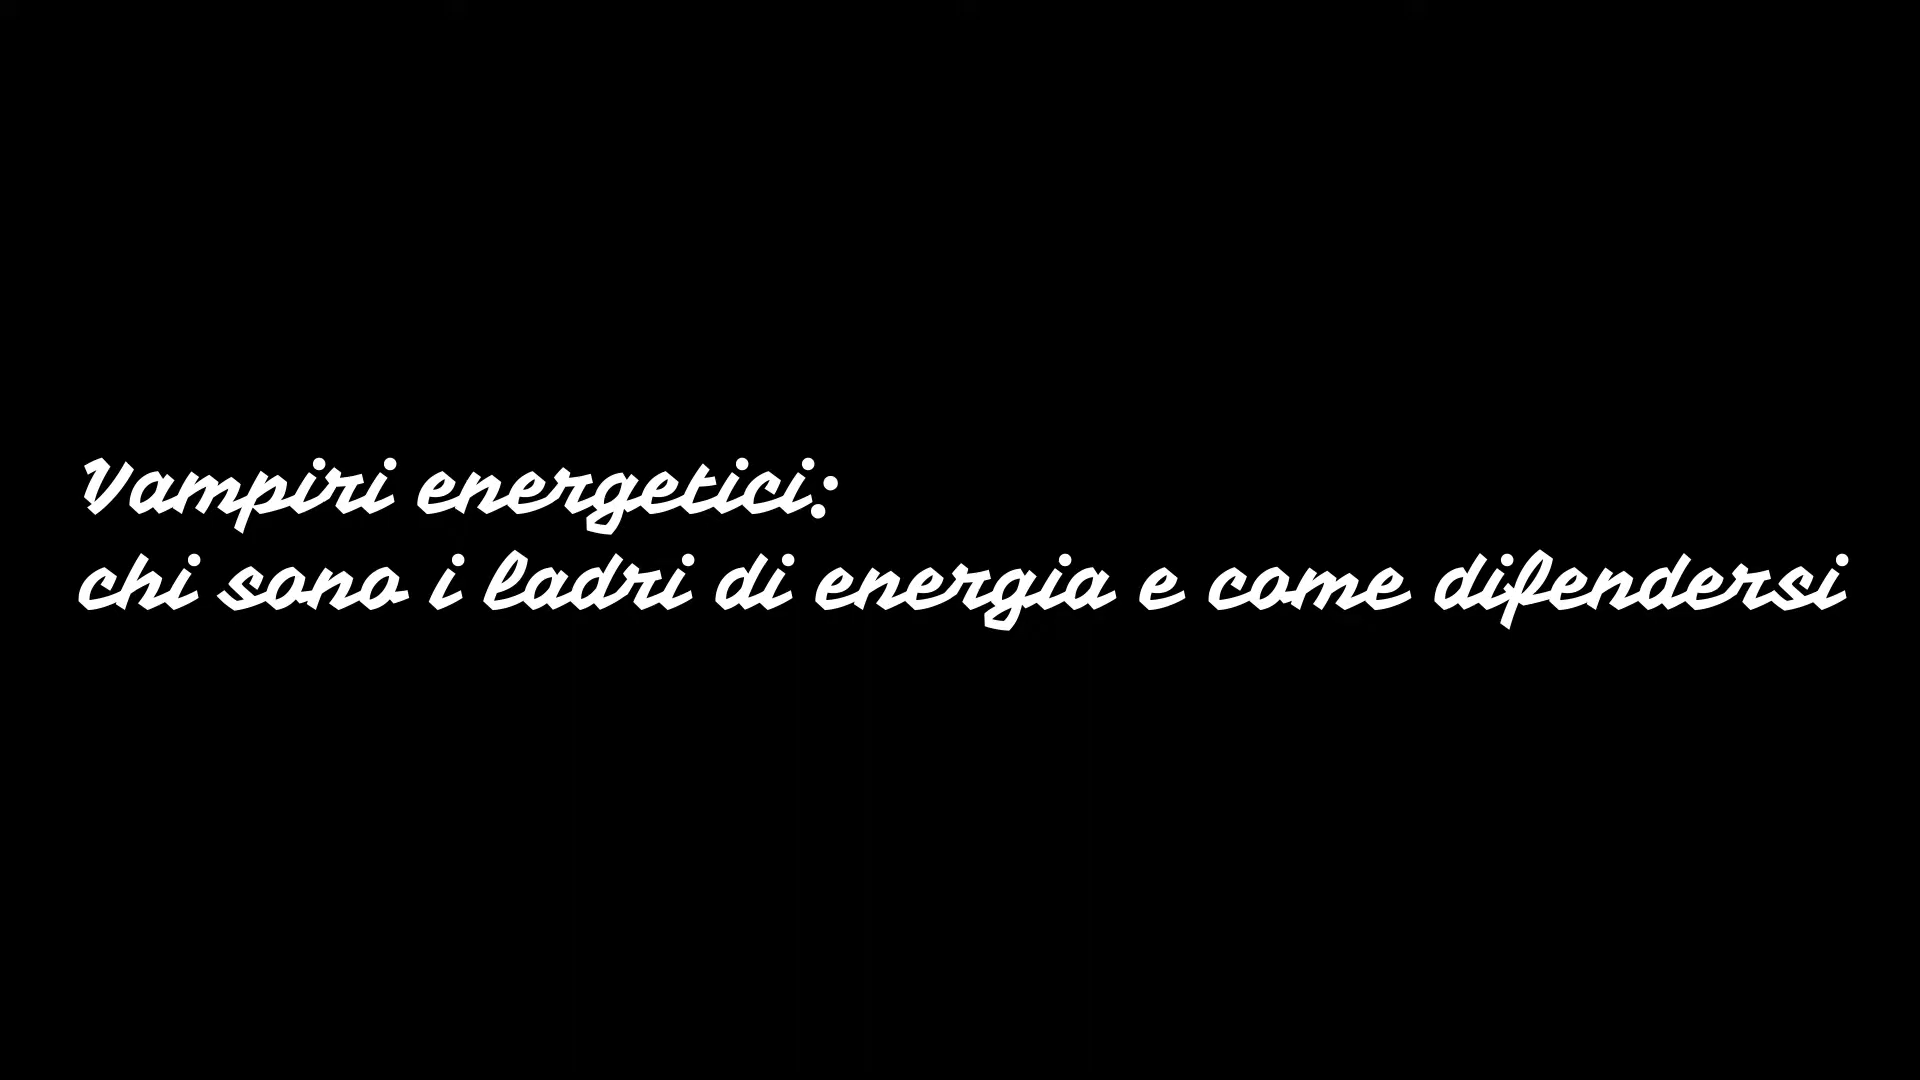 Vampiri energetici:
chi sono i ladri di energia e come difendersi